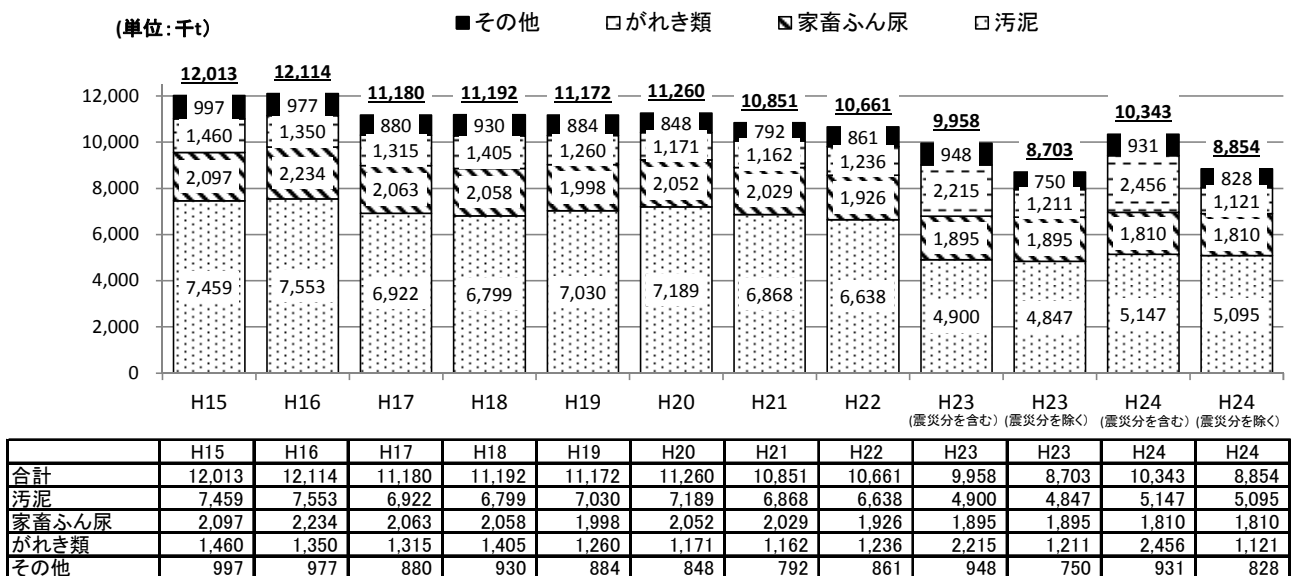 (単位：千t)
■その他 □がれき類 ■家畜ふん尿 □汚泥
12,013 12,114 11,180 11,192 11,172 11,260 10,851 10,661 9,958 8,703 10,343 8,854
12,000
10,000
8,000
6,000
4,000
2,000
0
997 977 880 930 884 848 792 861 948 750 931 828
1,460 1,350 1,315 1,405 1,260 1,171 1,162 1,236 2,215 1,211 2,456 1,121
2,097 2,234 2,063 2,058 1,998 2,052 2,029 1,926 1,895 1,895 1,810 1,810
7,459 7,553 6,922 6,799 7,030 7,189 6,868 6,638 4,900 4,847 5,147 5,095
H15 H16 H17 H18 H19 H20 H21 H22 H23 H23 H24 H24
(震災分を含む) (震災分を除く) (震災分を含む) (震災分を除く)
H15 H16 H17 H18 H19 H20 H21 H22 H23 H23 H24 H24
合計 12,013 12,114 11,180 11,192 11,172 11,260 10,851 10,661 9,958 8,703 10,343 8,854
汚泥 7,459 7,553 6,922 6,799 7,030 7,189 6,868 6,638 4,900 4,847 5,147 5,095
家畜ふん尿 2,097 2,234 2,063 2,058 1,998 2,052 2,029 1,926 1,895 1,895 1,810 1,810
がれき類 1,460 1,350 1,315 1,405 1,260 1,171 1,162 1,236 2,215 1,211 2,456 1,121
その他 997 977 880 930 884 848 792 861 948 750 931 828